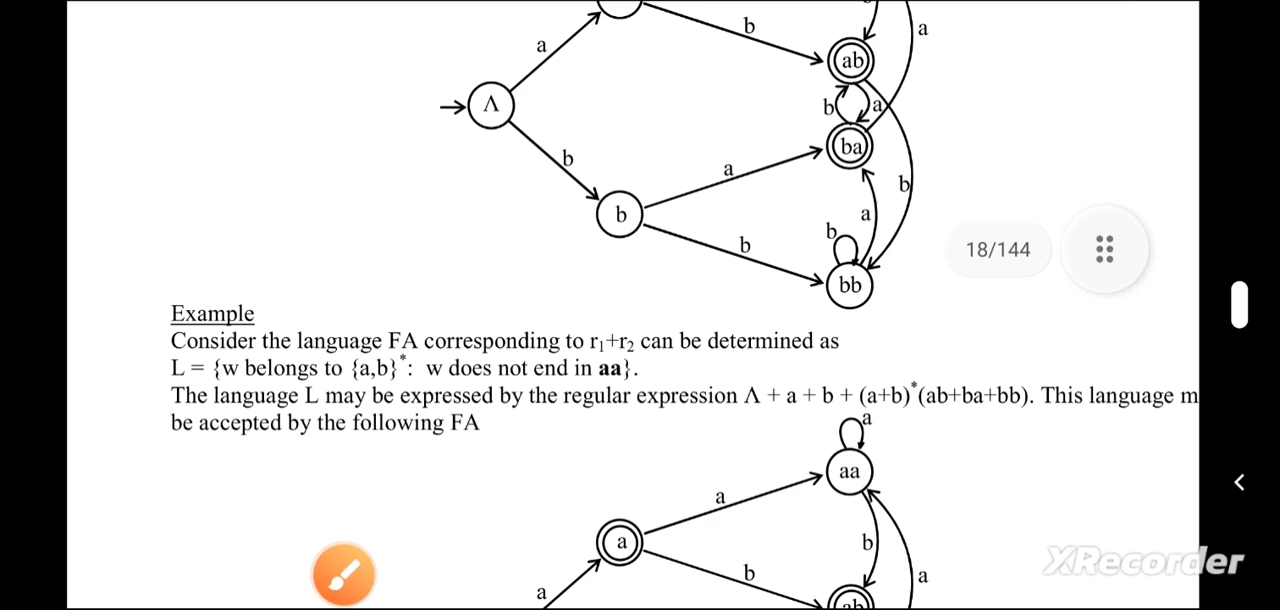 b
a
a
ab
Λ
b
a
b
ba
a
b
b
a
b
b
bb
18/144
Example
Consider the language FA corresponding to r₁+r₂ can be determined as
L = {w belongs to {a,b}*: w does not end in aa}.
The language L may be expressed by the regular expression Λ + a + b + (a+b)*(ab+ba+bb). This language m
be accepted by the following FA
a
aa
a
a
b
b
a
a
ab
XRecorder